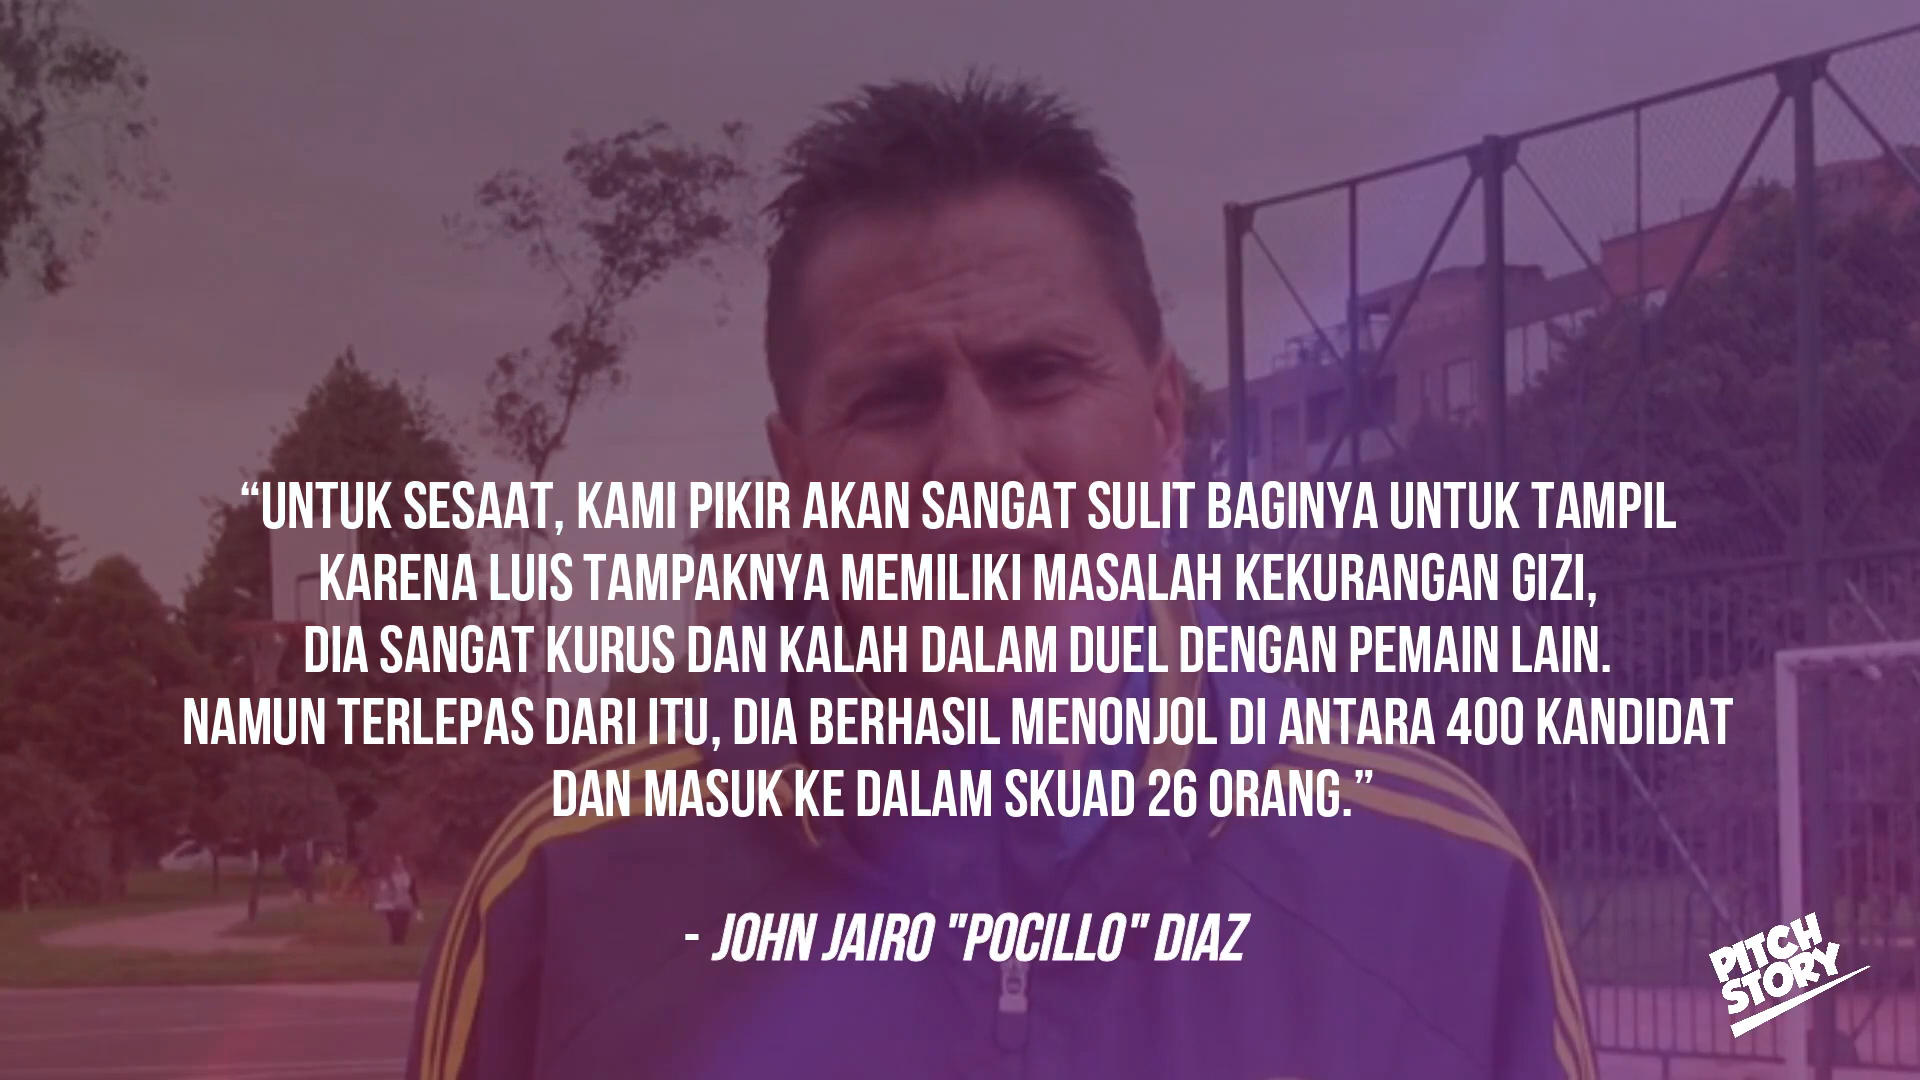 “UNTUK SESAAT, KAMI PIKIR AKAN SANGAT SULIT BAGINYA UNTUK TAMPIL
KARENA LUIS TAMPAKNYA MEMILIKI MASALAH KEKURANGAN GIZI,
DIA SANGAT KURUS DAN KALAH DALAM DUEL DENGAN PEMAIN LAIN.
NAMUN TERLEPAS DARI ITU, DIA BERHASIL MENONJOL DI ANTARA 400 KANDIDAT
DAN MASUK KE DALAM SKUAD 26 ORANG.”
- JOHN JAIRO "POCILLO" DIAZ
PITCH
STORY